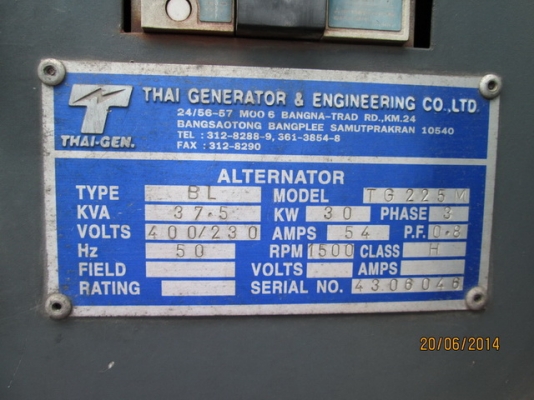 THAI GENERATOR & ENGINEERING CO.,LTD.
24/56-57 MOO 6 BANGNA-TRAD RD.,KM.24
BANGSAOTONG BANGPLEE SAMUTPRAKRAN 10540
TEL : 312-8288-9, 361-3854-8
FAX : 312-8290
THAI-GEN.
ALTERNATOR
TYPE BL MODEL TG225M
KVA 37.5 KW 30 PHASE 3
VOLTS 400/230 AMPS 54 P.F. 0.8
Hz 50 RPM 1500 CLASS H
FIELD VOLTS AMPS
RATING SERIAL NO.
20/06/2014